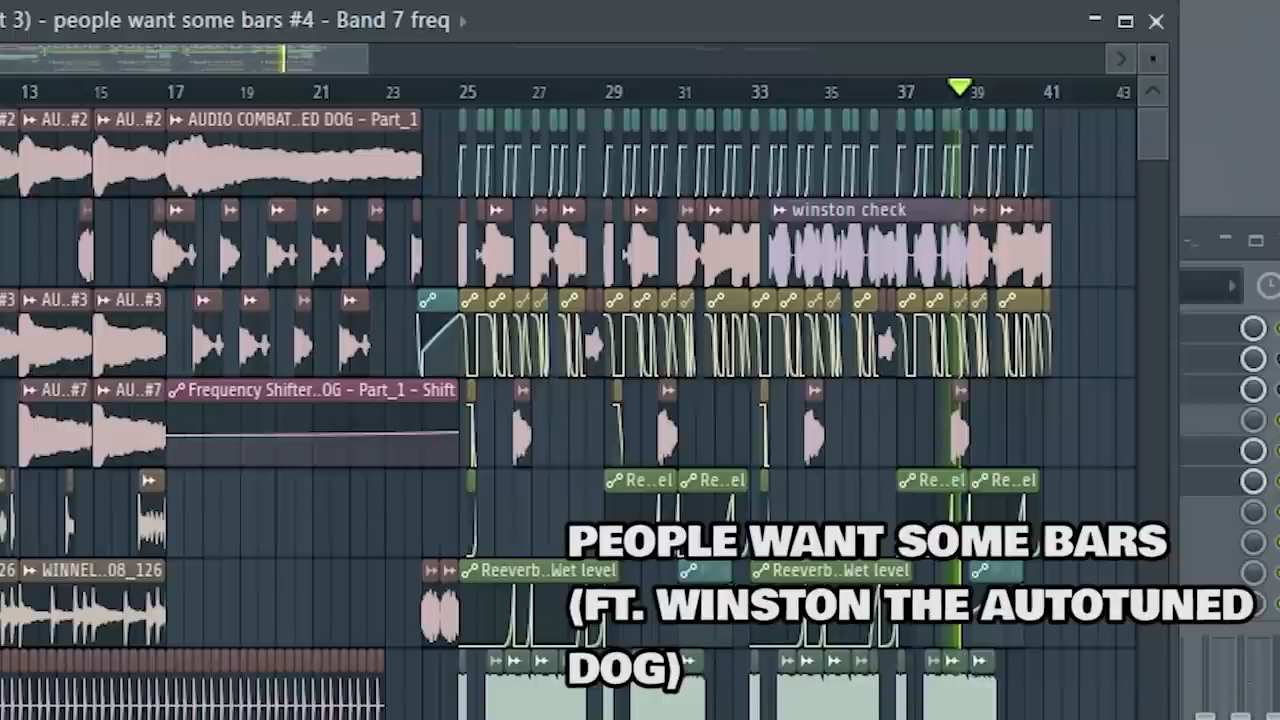 t 3) - people want some bars #4 - Band 7 freq
13 15 17 19 21 23 25 27 29 31 33 35 37 39 41 43
#2 AU..#2 AU..#2 AUDIO COMBAT..ED DOG - Part_1
winston check
#3 AU..#3 AU..#3
AU..#7 AU..#7 Frequency Shifter..OG - Part_1 - Shift
Re..el Re..el Re..el Re..el
26 WINNEL..08_126 Reeverb..Wet level Reeverb..Wet level
PEOPLE WANT SOME BARS
(FT. WINSTON THE AUTOTUNED
DOG)